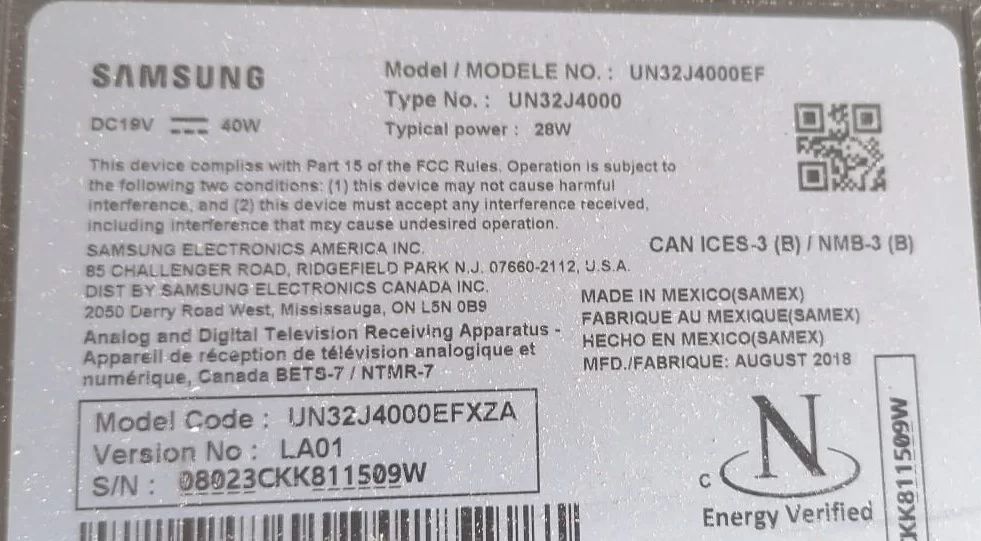 SAMSUNG
DC19V 40W
Model / MODELE NO. : UN32J4000EF
Type No. : UN32J4000
Typical power : 28W
This device complies with Part 15 of the FCC Rules. Operation is subject to
the following two conditions: (1) this device may not cause harmful
interference, and (2) this device must accept any interference received,
including interference that may cause undesired operation.
SAMSUNG ELECTRONICS AMERICA INC.
85 CHALLENGER ROAD, RIDGEFIELD PARK N.J. 07660-2112, U.S.A.
DIST BY SAMSUNG ELECTRONICS CANADA INC.
2050 Derry Road West, Mississauga, ON L5N 0B9
Analog and Digital Television Receiving Apparatus -
Appareil de réception de télévision analogique et
numérique, Canada BETS-7 / NTMR-7
CAN ICES-3 (B) / NMB-3 (B)
MADE IN MEXICO(SAMEX)
FABRIQUE AU MEXIQUE(SAMEX)
HECHO EN MEXICO(SAMEX)
MFD./FABRIQUE: AUGUST 2018
Model Code : UN32J4000EFXZA
Version No : LA01
S/N : 08023CKK811509W
N
C
Energy Verified
KK811509W